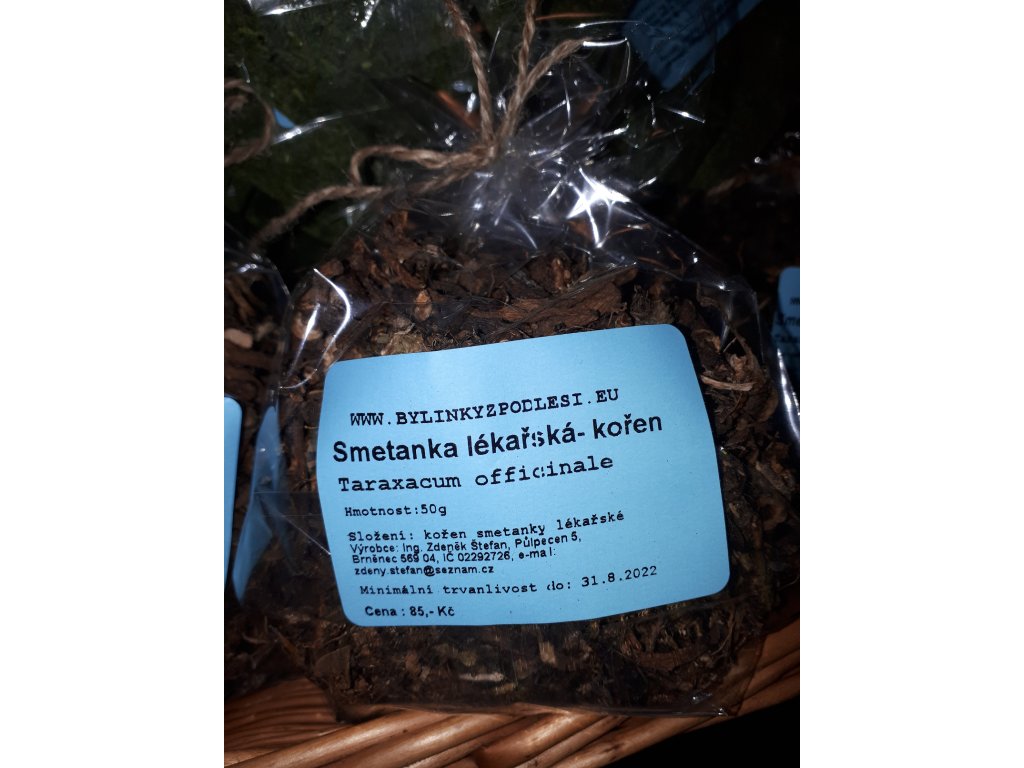 WWW.BYLINKYZPODLESI.EU
Smetanka lékařská- kořen
Taraxacum officinale
Hmotnost:50g
Složení: kořen smetanky lékařské
Výrobce: Ing. Zdeněk Štefan, Půlpecen 5,
Brněnec 569 04, IČ 02292726, e-mail:
zdeny.stefan@seznam.cz
Minimální trvanlivost do: 31.8.2022
Cena : 85,- Kč